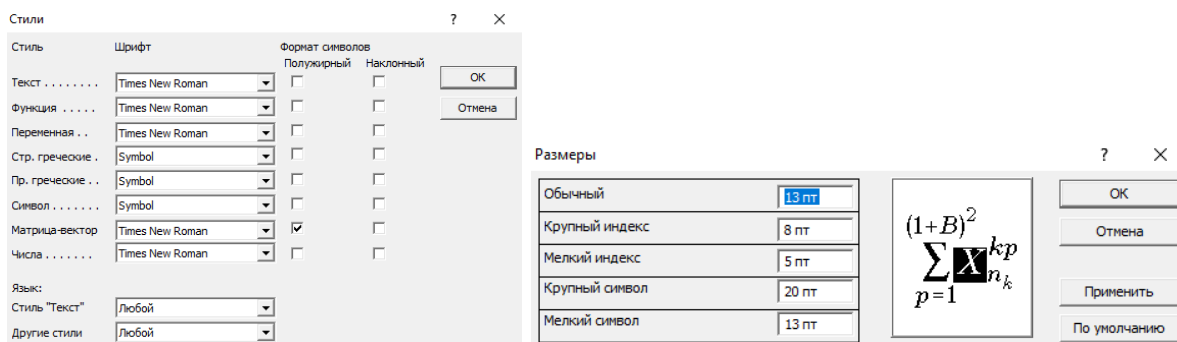 Стили ? ×
Стиль Шрифт Формат символов
Полужирный Наклонный
Текст . . . . . . . . Times New Roman OK
Функция . . . . . Times New Roman Отмена
Переменная . . Times New Roman
Стр. греческие . Symbol
Пр. греческие . . Symbol
Символ . . . . . . . Symbol
Матрица-вектор Times New Roman
Числа . . . . . . . Times New Roman
Язык:
Стиль "Текст" Любой
Другие стили Любой
Размеры ? ×
Обычный 13 пт OK
Крупный индекс 8 пт Отмена
Мелкий индекс 5 пт
Крупный символ 20 пт Применить
Мелкий символ 13 пт По умолчанию
(1+B)2
∑ X kp nk
p=1